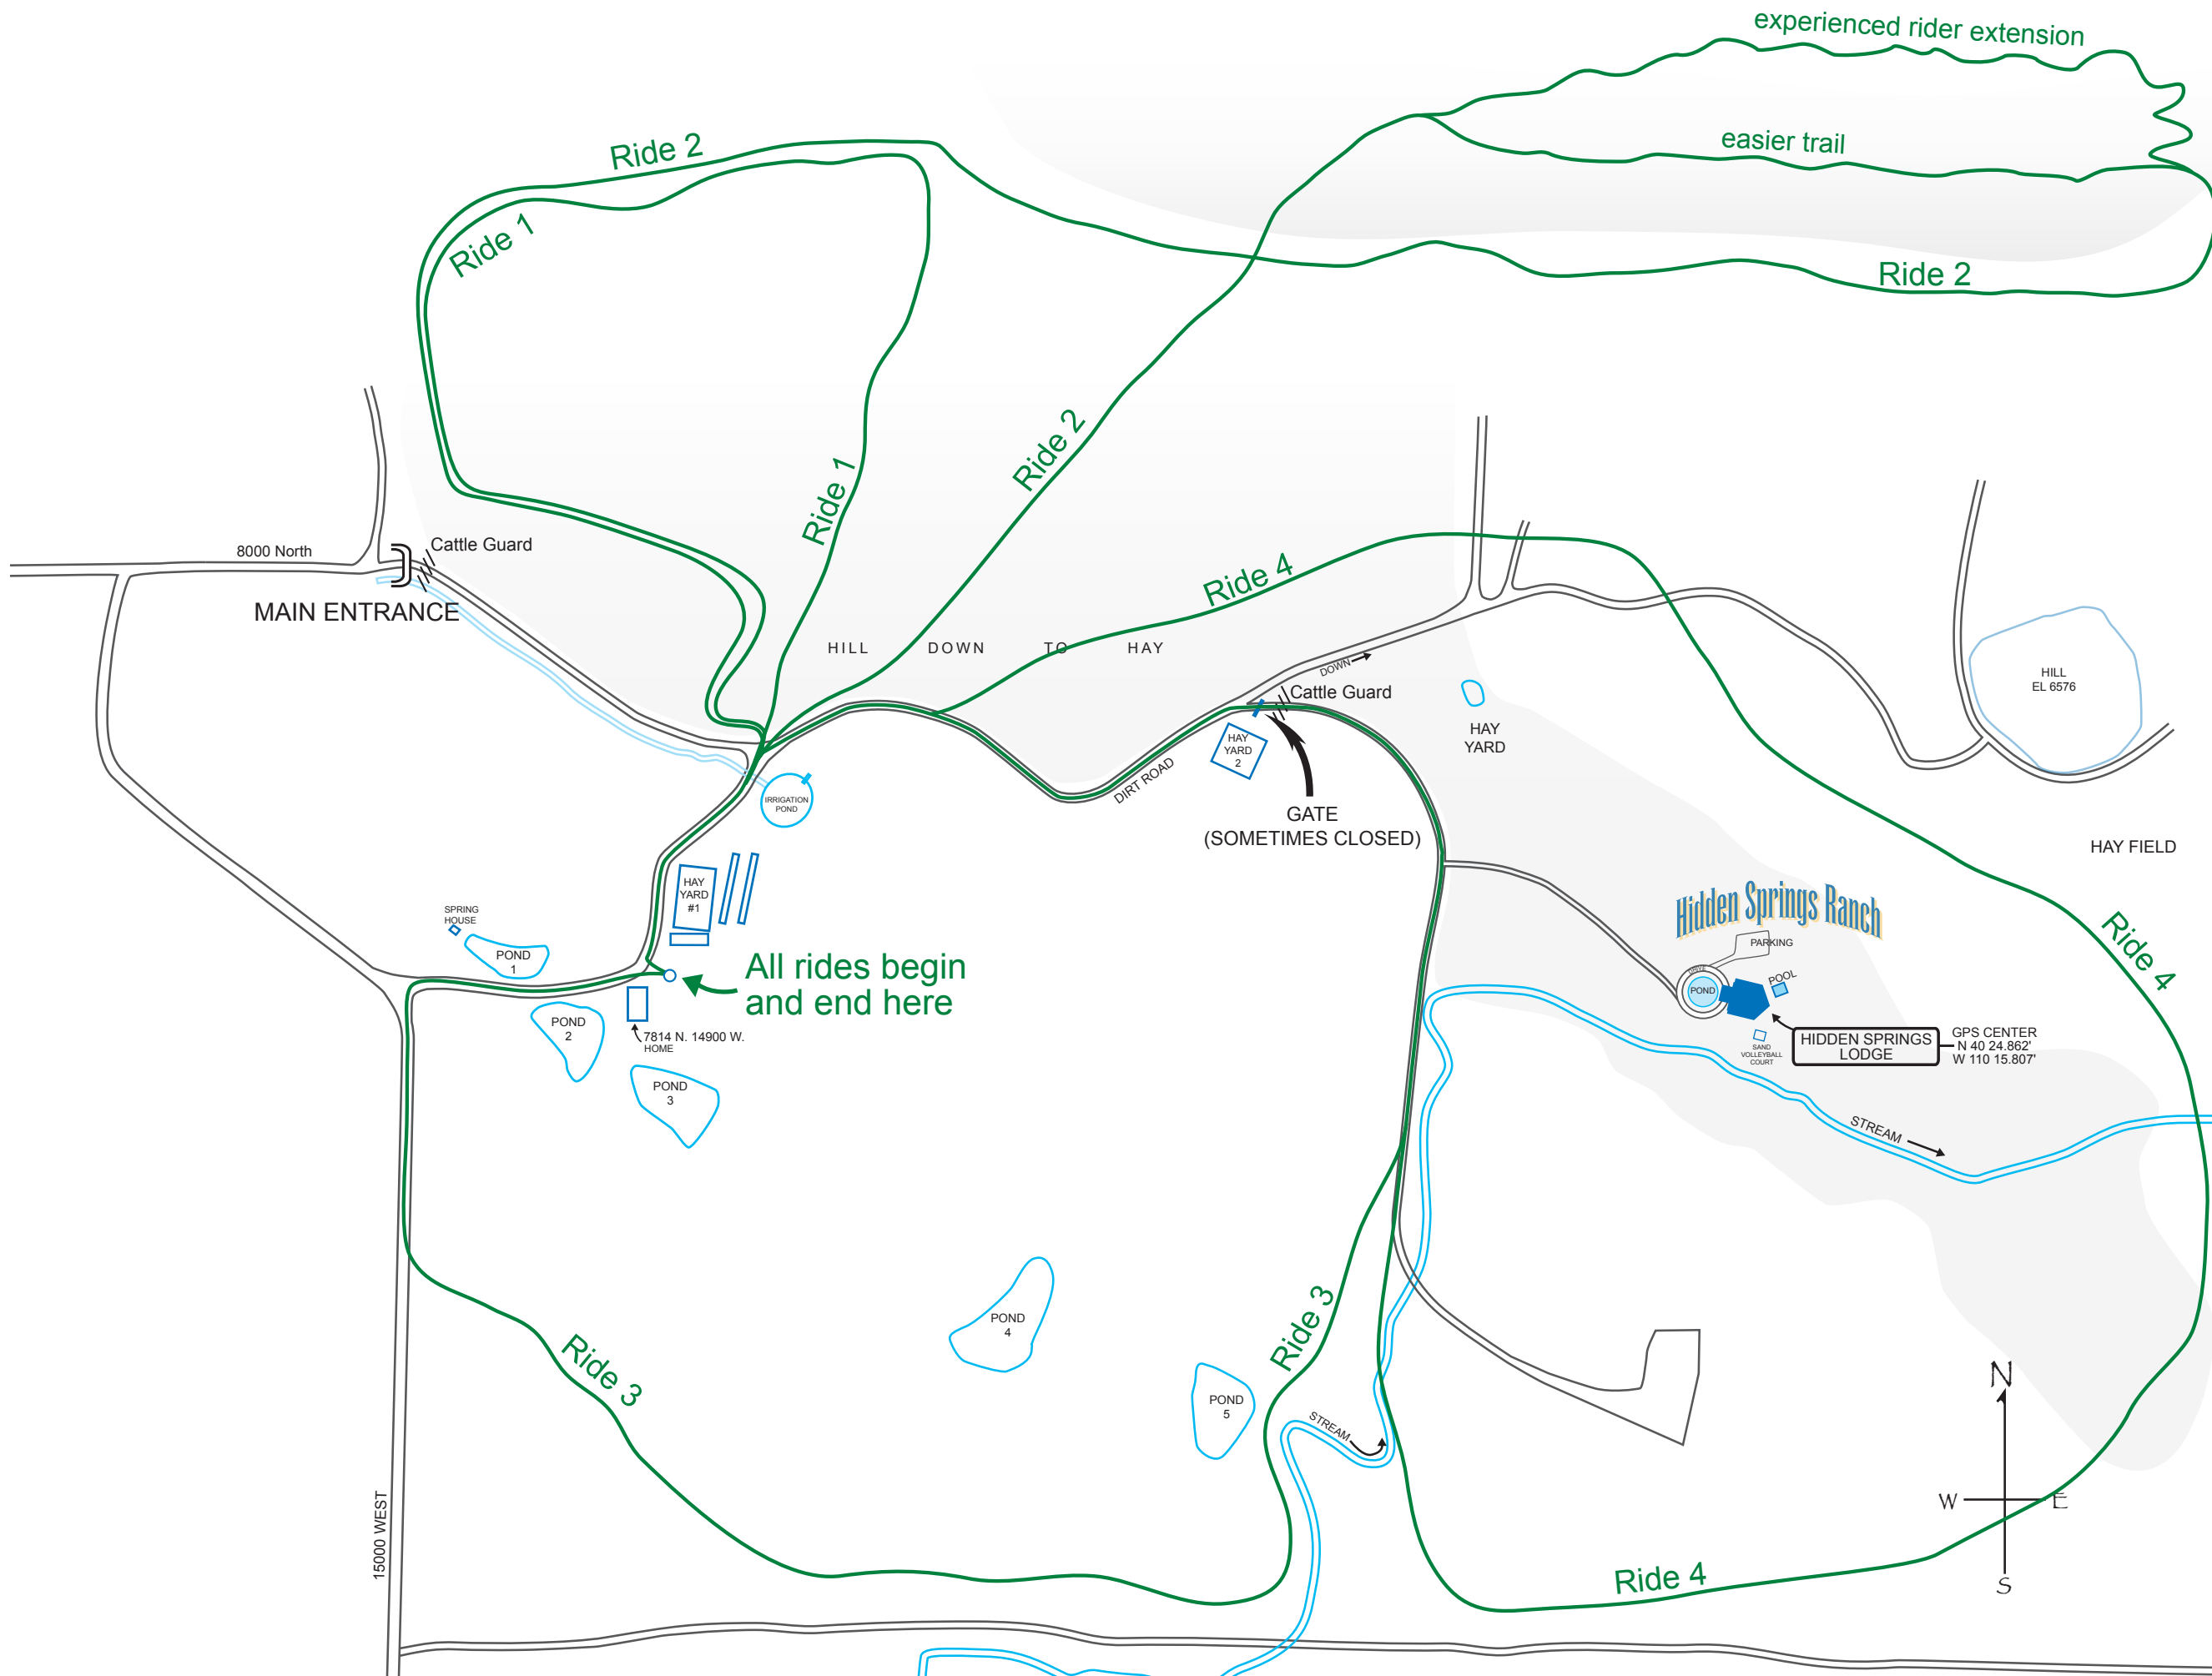 experienced rider extension
easier trail
Ride 2
Ride 1
Ride 2
Ride 2
Ride 1
8000 North
Cattle Guard
MAIN ENTRANCE
Ride 4
HILL DOWN TO HAY
DOWN
Cattle Guard
HILL
EL 6576
HAY
YARD
HAY
YARD
2
DIRT ROAD
IRRIGATION
POND
GATE
(SOMETIMES CLOSED)
HAY FIELD
HAY
YARD
#1
SPRING
HOUSE
POND
1
Hidden Springs Ranch
PARKING
DRIVE
POND
POOL
Ride 4
All rides begin
and end here
POND
2
7814 N. 14900 W.
HOME
SAND
VOLLEYBALL
COURT
HIDDEN SPRINGS
LODGE
GPS CENTER
N 40 24.862'
W 110 15.807'
POND
3
STREAM
POND
4
Ride 3
Ride 3
POND
5
STREAM
N
W E
S
15000 WEST
Ride 4